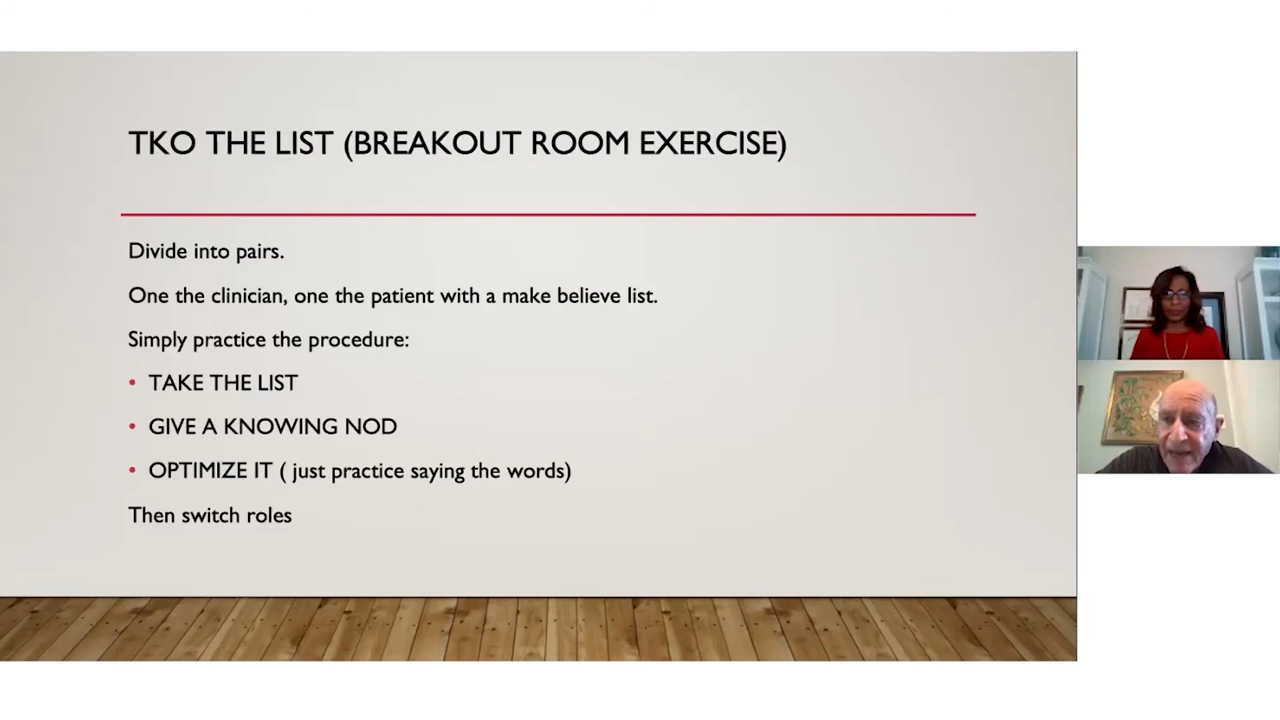 TKO THE LIST (BREAKOUT ROOM EXERCISE)
Divide into pairs.
One the clinician, one the patient with a make believe list.
Simply practice the procedure:
• TAKE THE LIST
• GIVE A KNOWING NOD
• OPTIMIZE IT ( just practice saying the words)
Then switch roles